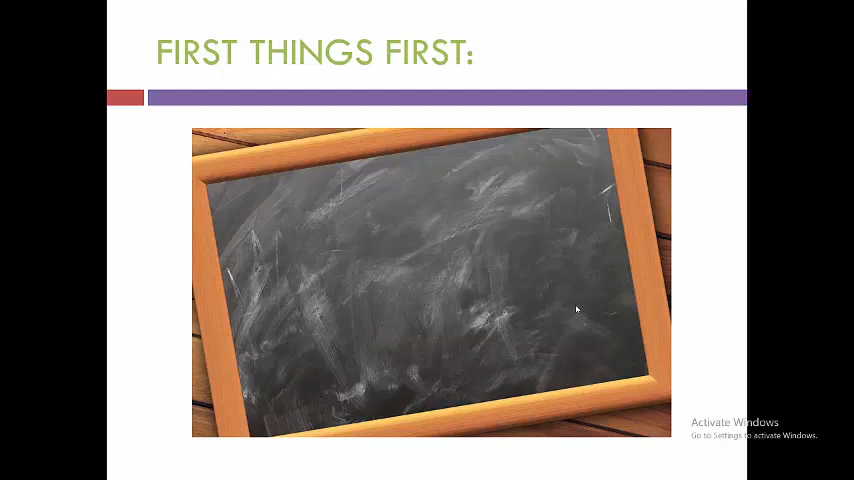 FIRST THINGS FIRST:
Activate Windows
Go to Settings to activate Windows.